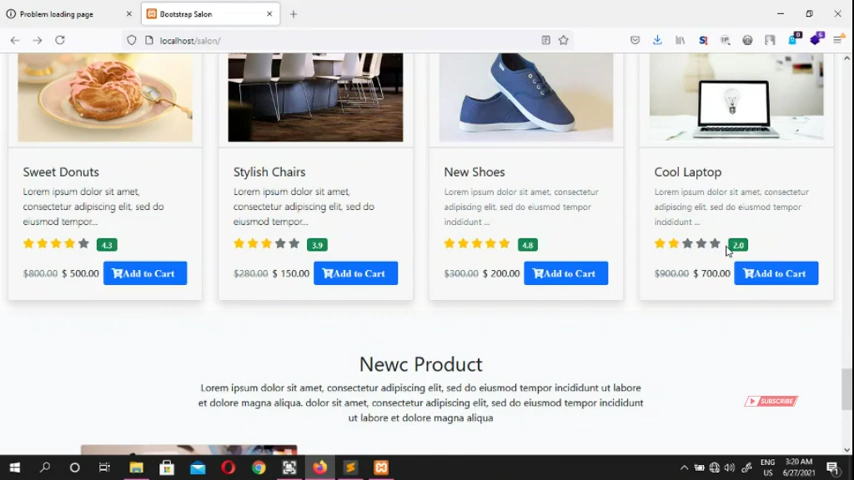 Problem loading page
Bootstrap Salon
localhost/salon/
Sweet Donuts
Lorem ipsum dolor sit amet,
consectetur adipiscing elit, sed do
eiusmod tempor...
4.3
$800.00 $ 500.00 Add to Cart
Stylish Chairs
Lorem ipsum dolor sit amet,
consectetur adipiscing elit, sed do
eiusmod tempor...
3.9
$280.00 $ 150.00 Add to Cart
New Shoes
Lorem ipsum dolor sit amet, consectetur
adipiscing elit, sed do eiusmod tempor
incididunt ...
4.8
$300.00 $ 200.00 Add to Cart
Cool Laptop
Lorem ipsum dolor sit amet, consectetur
adipiscing elit, sed do eiusmod tempor
incididunt ...
2.0
$900.00 $ 700.00 Add to Cart
Newc Product
Lorem ipsum dolor sit amet, consectetur adipiscing elit, sed do eiusmod tempor incididunt ut labore
et dolore magna aliqua. dolor sit amet, consectetur adipiscing elit, sed do eiusmod tempor incididunt
ut labore et dolore magna aliqua
SUBSCRIBE
ENG
US
3:20 AM
6/27/2021